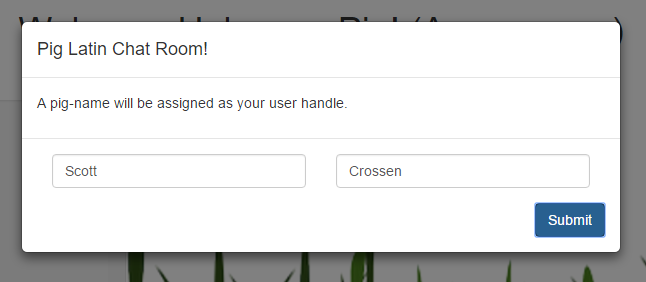 Pig Latin Chat Room!
A pig-name will be assigned as your user handle.
Scott Crossen
Submit